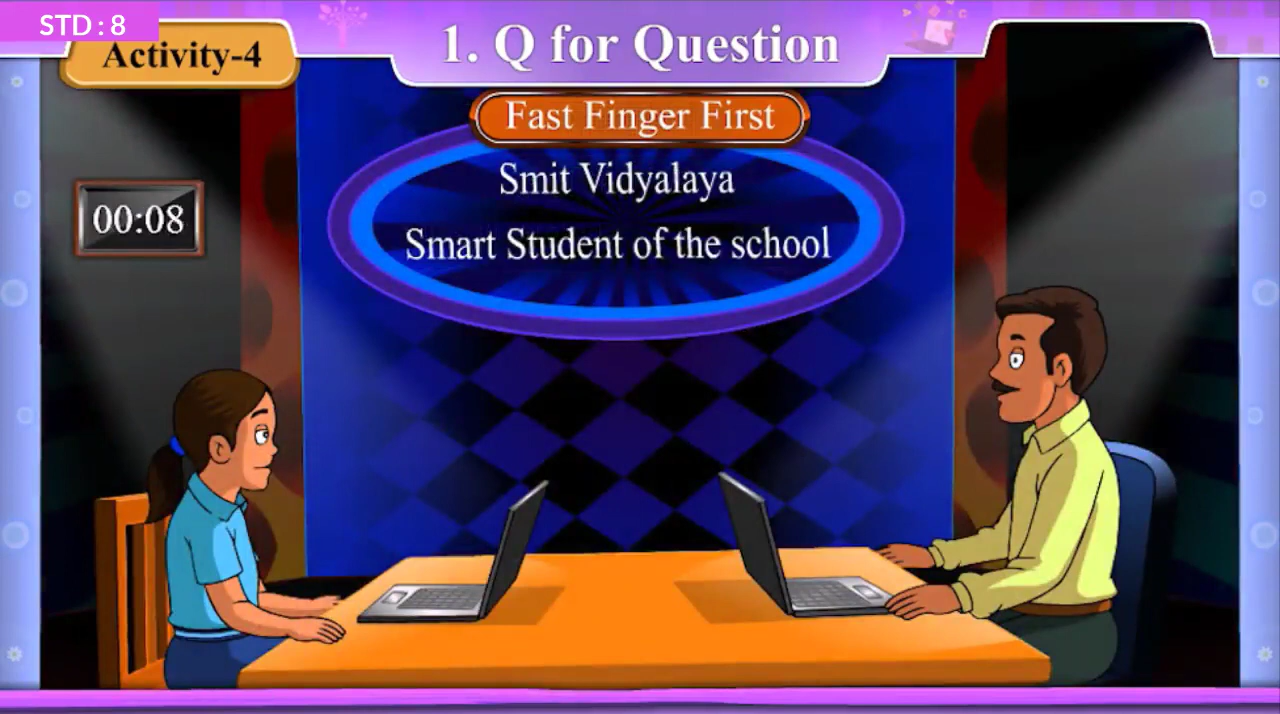 STD : 8
Activity-4
1. Q for Question
Fast Finger First
Smit Vidyalaya
Smart Student of the school
00:08